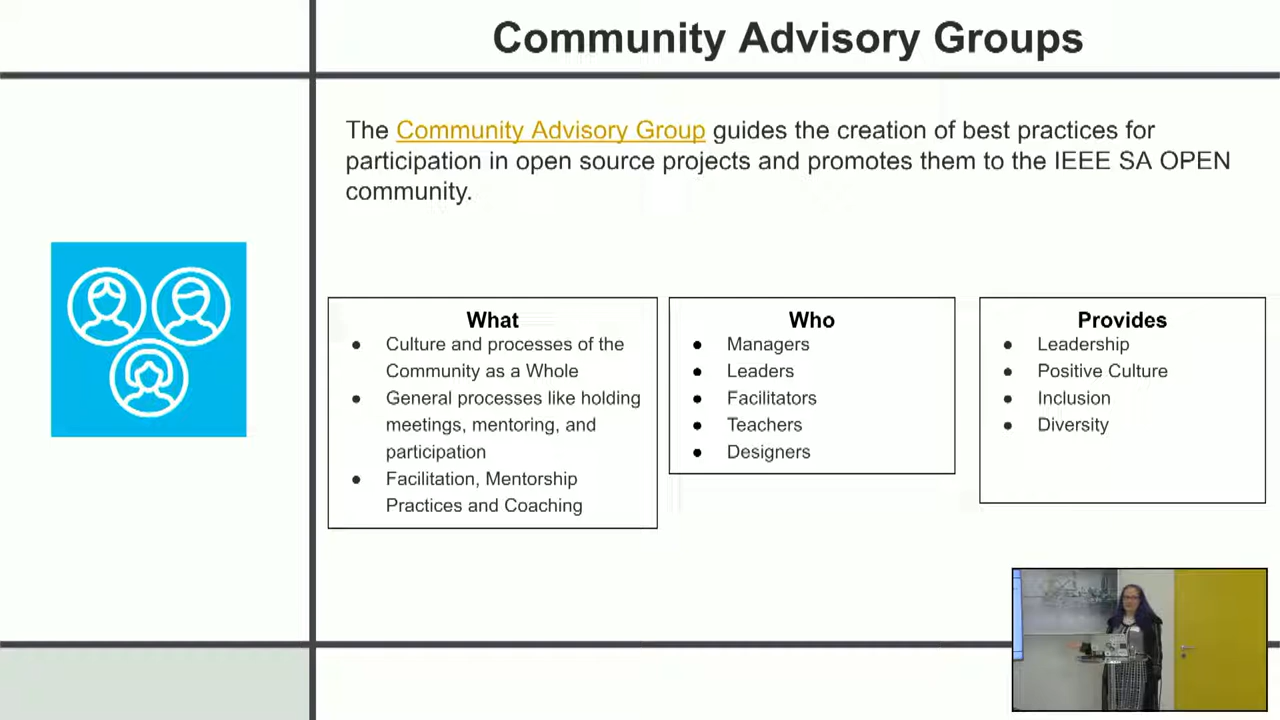 Community Advisory Groups
The Community Advisory Group guides the creation of best practices for
participation in open source projects and promotes them to the IEEE SA OPEN
community.
What
● Culture and processes of the
Community as a Whole
● General processes like holding
meetings, mentoring, and
participation
● Facilitation, Mentorship
Practices and Coaching
Who
● Managers
● Leaders
● Facilitators
● Teachers
● Designers
Provides
● Leadership
● Positive Culture
● Inclusion
● Diversity